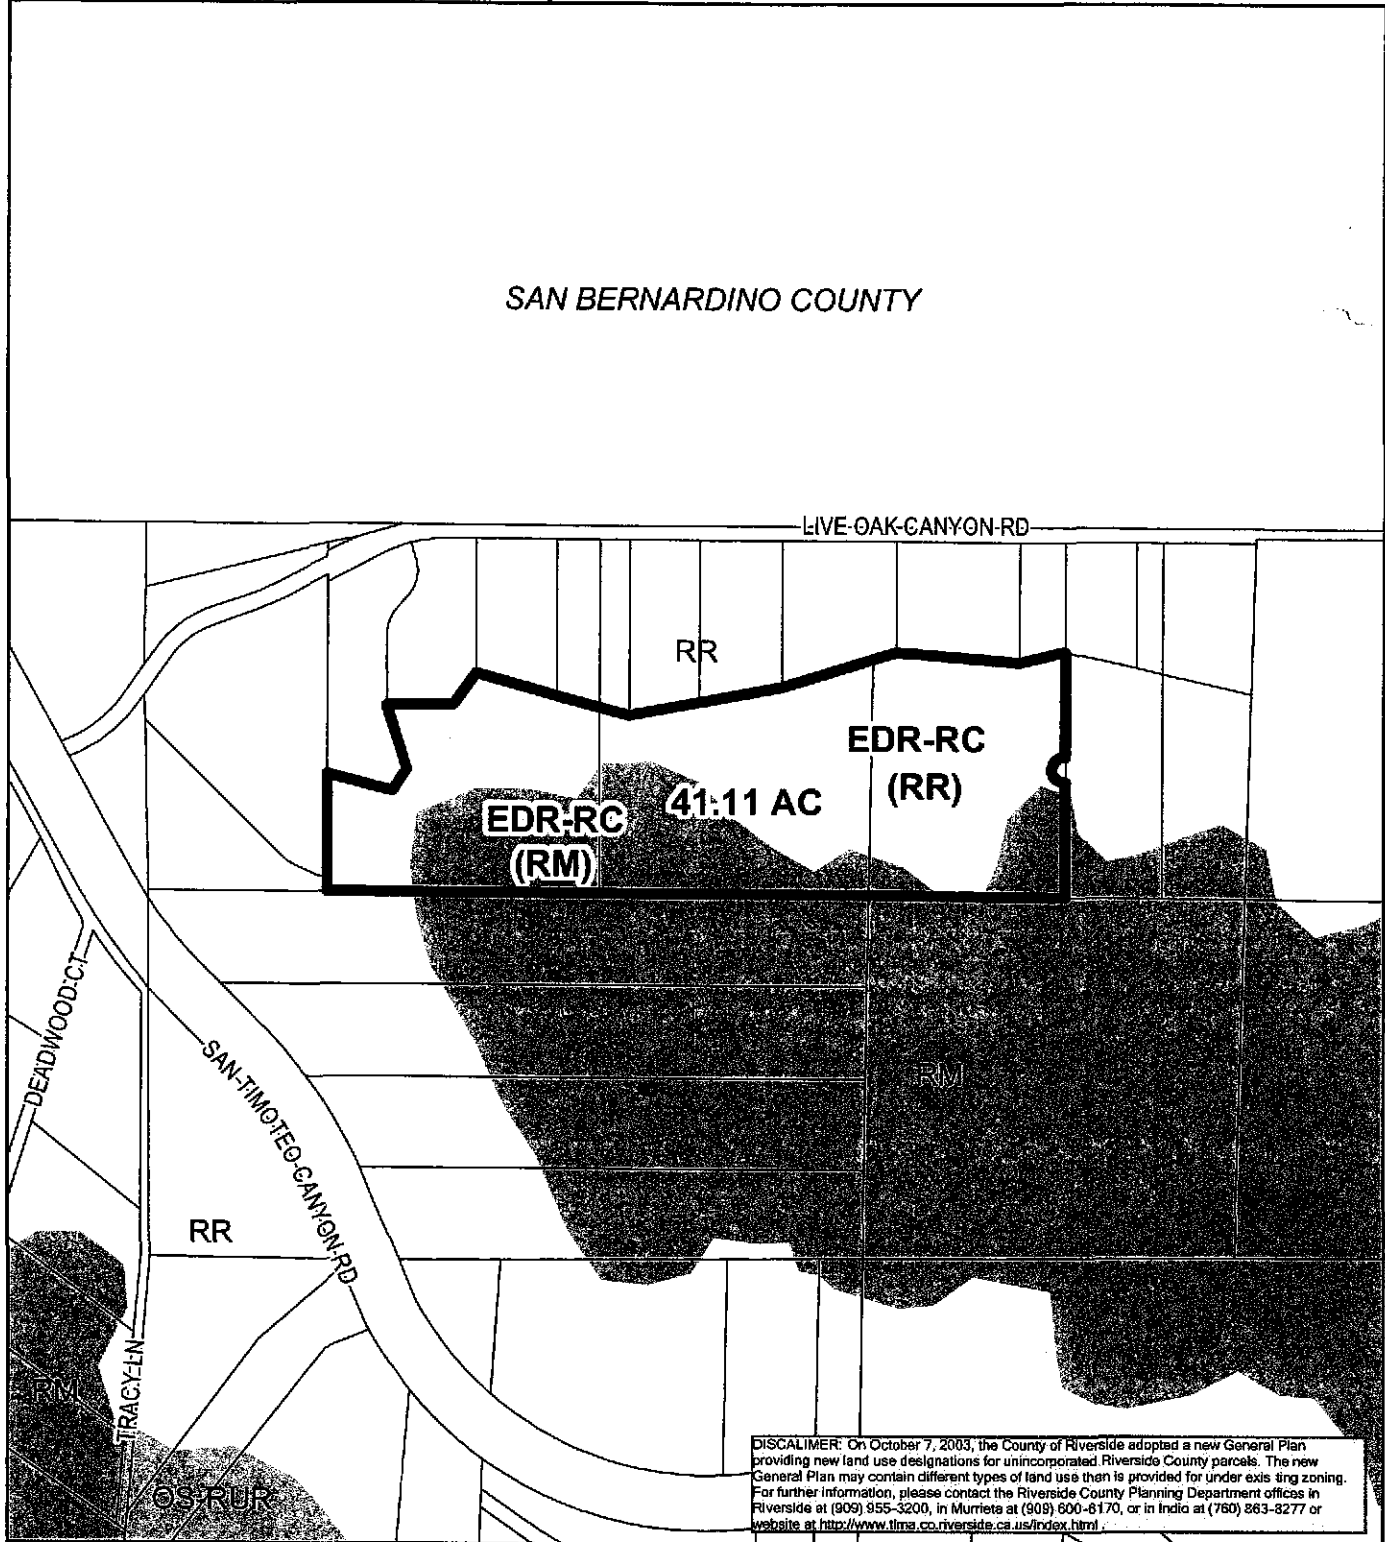 SAN BERNARDINO COUNTY
LIVE OAK CANYON RD
RR
EDR-RC
(RR)
41.11 AC
EDR-RC
(RM)
DEADWOOD CT
SAN TIMOTEO CANYON RD
RM
RR
TRACY LN
RM
OS-RUR
DISCALIMER: On October 7, 2003, the County of Riverside adopted a new General Plan
providing new land use designations for unincorporated Riverside County parcels. The new
General Plan may contain different types of land use than is provided for under exis ting zoning.
For further information, please contact the Riverside County Planning Department offices in
Riverside at (909) 955-3200, in Murrieta at (909) 600-6170, or in Indio at (760) 863-8277 or
website at http://www.tlma.co.riverside.ca.us/index.html .